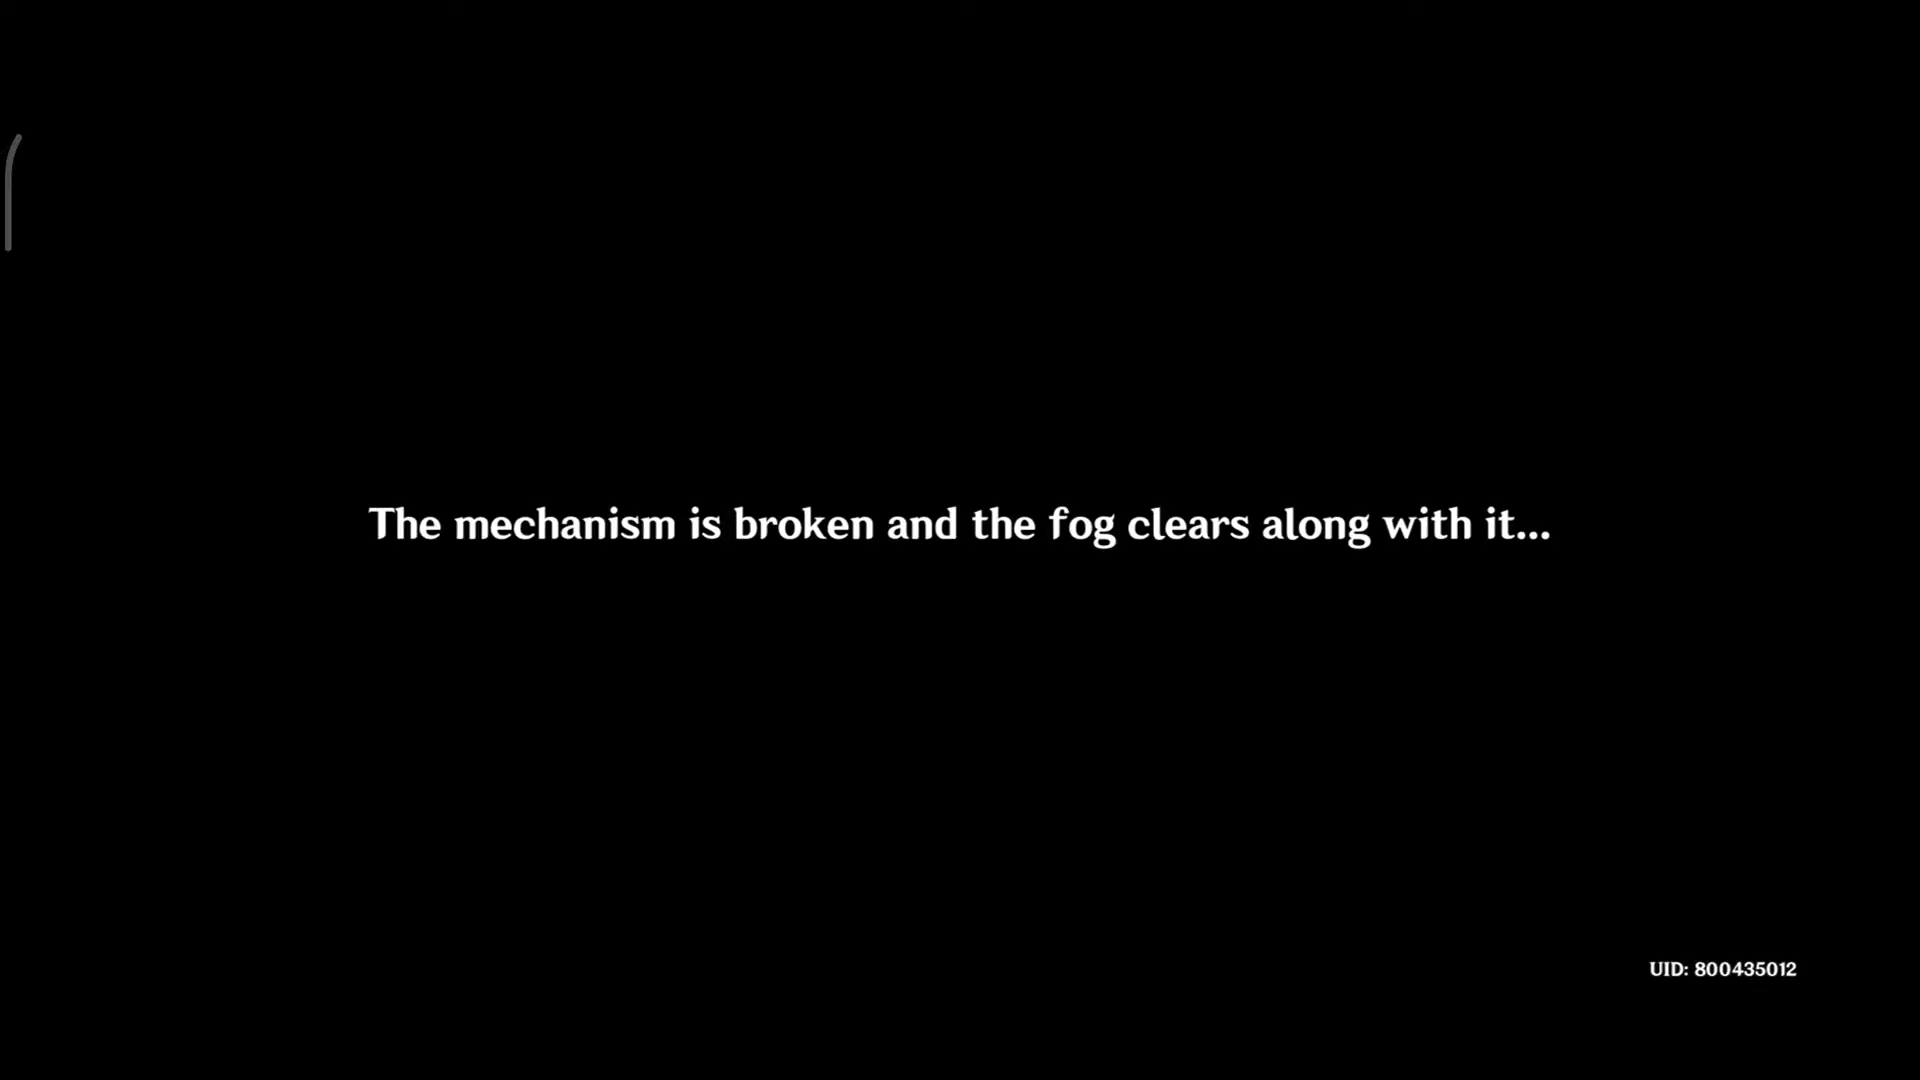 The mechanism is broken and the fog clears along with it...
UID: 800435012